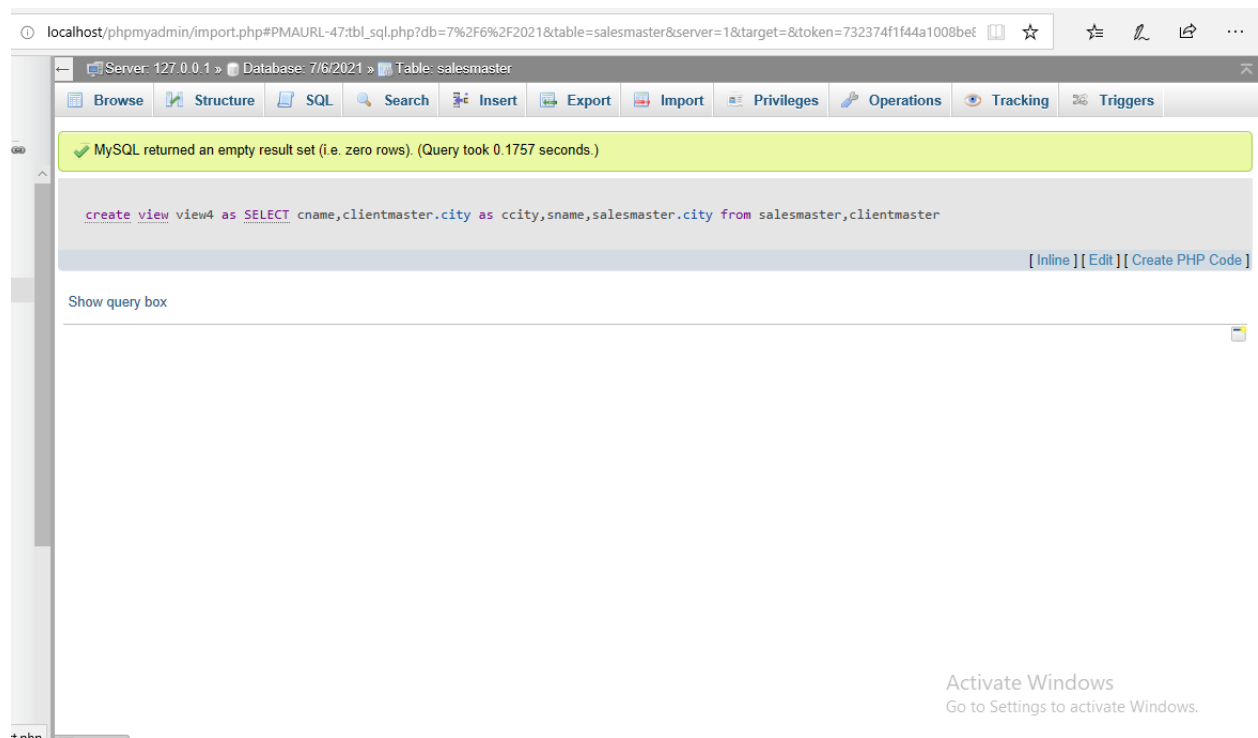 localhost/phpmyadmin/import.php#PMAURL-47:tbl_sql.php?db=7%2F6%2F2021&table=salesmaster&server=1&target=&token=732374f1f44a1008be8
Server: 127.0.0.1 » Database: 7/6/2021 » Table: salesmaster
Browse Structure SQL Search Insert Export Import Privileges Operations Tracking Triggers
MySQL returned an empty result set (i.e. zero rows). (Query took 0.1757 seconds.)
create view view4 as SELECT cname,clientmaster.city as ccity,sname,salesmaster.city from salesmaster,clientmaster
[ Inline ] [ Edit ] [ Create PHP Code ]
Show query box
Activate Windows
Go to Settings to activate Windows.